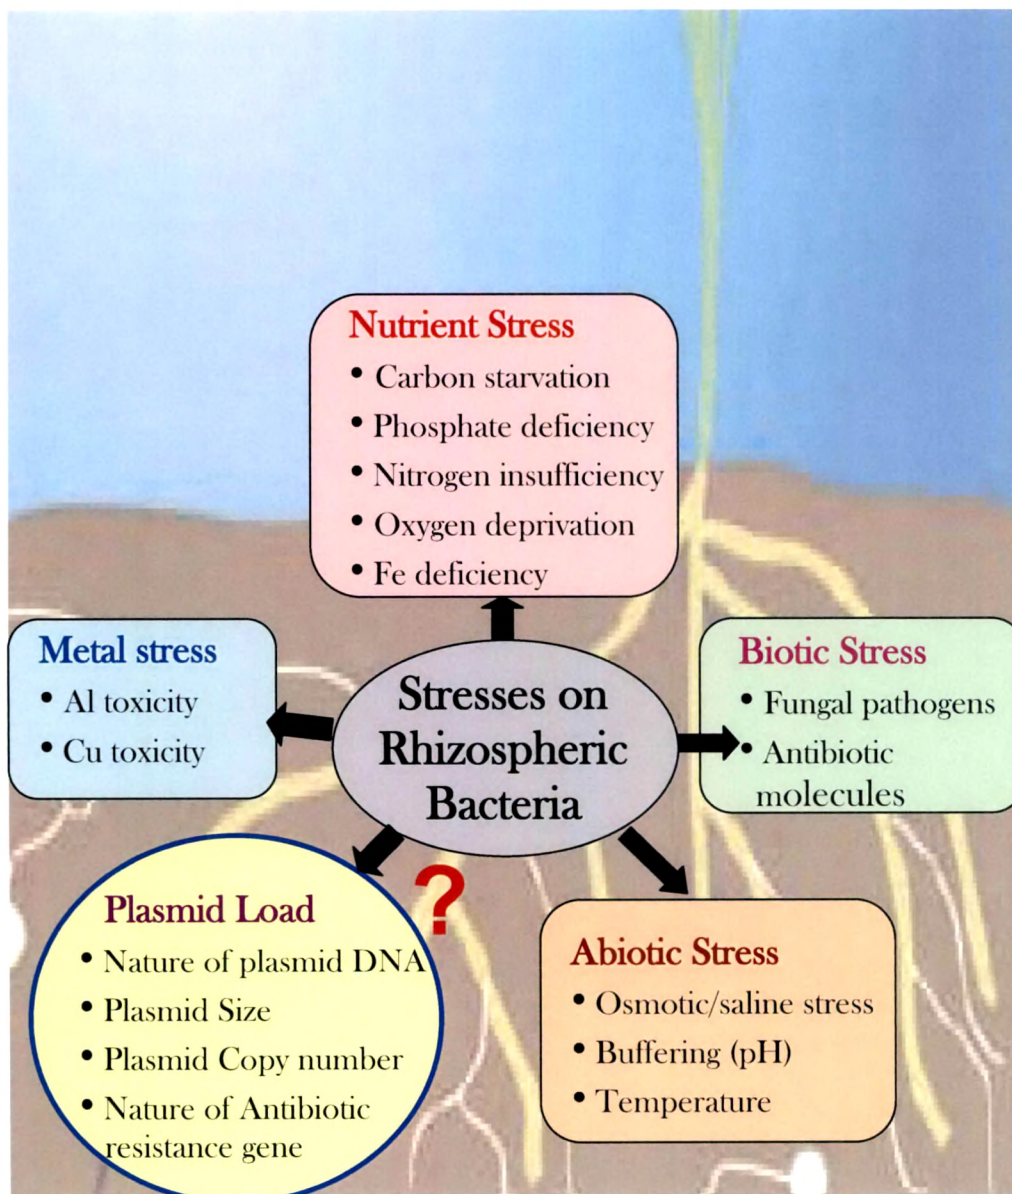 Nutrient Stress
• Carbon starvation
• Phosphate deficiency
• Nitrogen insufficiency
• Oxygen deprivation
• Fe deficiency
Metal stress
• Al toxicity
• Cu toxicity
Stresses on
Rhizospheric
Bacteria
Biotic Stress
• Fungal pathogens
• Antibiotic
molecules
?
Plasmid Load
• Nature of plasmid DNA
• Plasmid Size
• Plasmid Copy number
• Nature of Antibiotic
resistance gene
Abiotic Stress
• Osmotic/saline stress
• Buffering (pH)
• Temperature